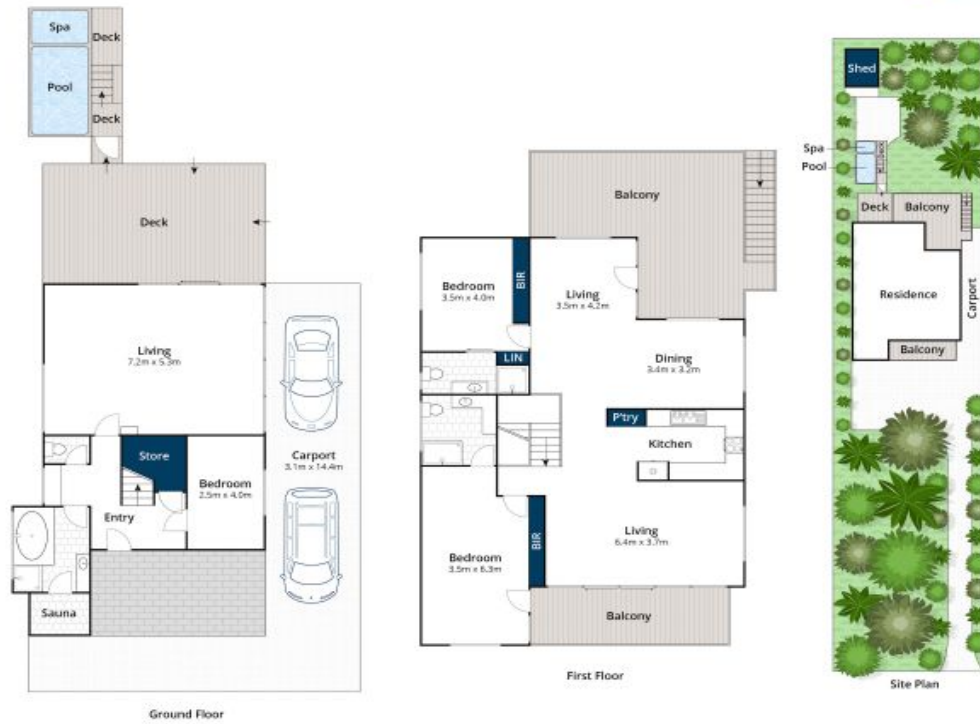 Spa
Deck
Pool
Deck
Deck
Living
7.2m x 5.3m
Store
Bedroom
2.5m x 4.0m
Carport
3.1m x 14.4m
Entry
Sauna
Ground Floor
Balcony
Bedroom
3.5m x 4.0m
BIR
Living
3.5m x 4.2m
LIN
Dining
3.4m x 3.2m
P'try
Kitchen
Living
6.4m x 3.7m
BIR
Bedroom
3.5m x 6.3m
Balcony
First Floor
Shed
Spa
Pool
Deck
Deck
Balcony
Residence
Carport
Balcony
Site Plan